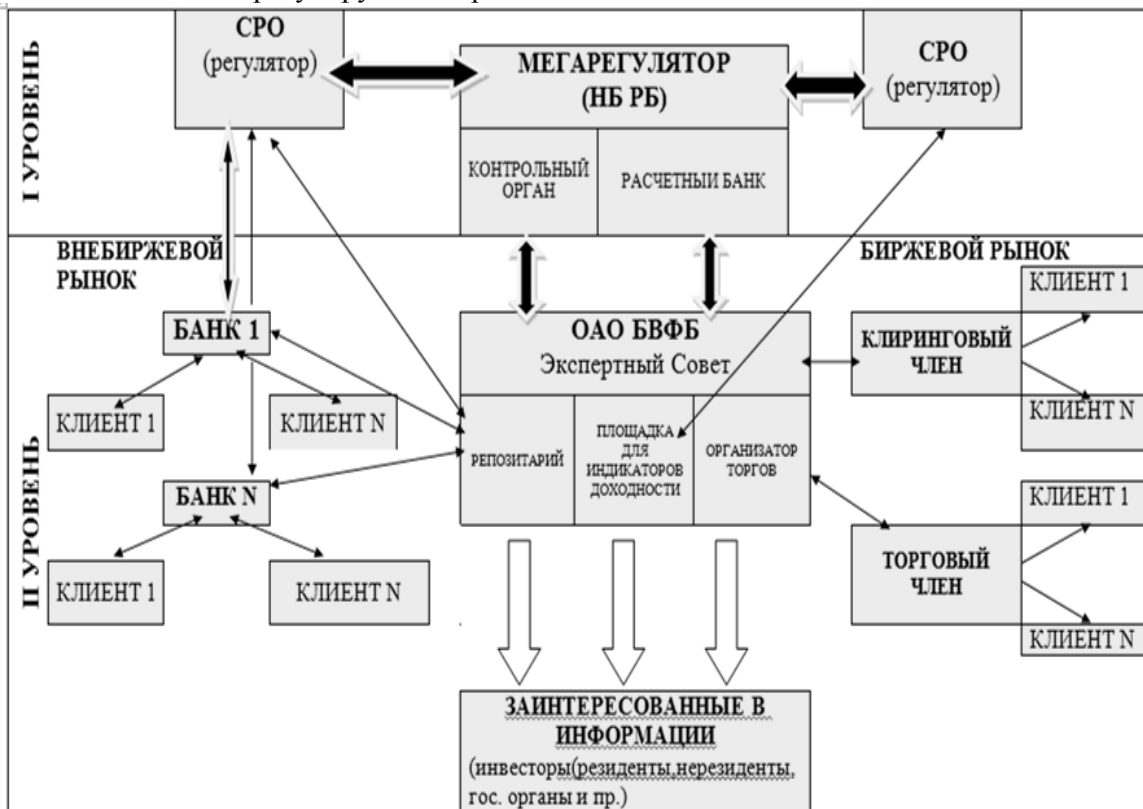 СРО
(регулятор)
МЕГАРЕГУЛЯТОР
(НБ РБ)
СРО
(регулятор)
I УРОВЕНЬ
КОНТРОЛЬНЫЙ
ОРГАН
РАСЧЕТНЫЙ БАНК
ВНЕБИРЖЕВОЙ
РЫНОК
БИРЖЕВОЙ РЫНОК
КЛИЕНТ 1
БАНК 1
ОАО БВФБ
Экспертный Совет
КЛИРИНГОВЫЙ
ЧЛЕН
КЛИЕНТ 1
КЛИЕНТ N
КЛИЕНТ N
РЕПОЗИТАРИЙ
ПЛОЩАДКА
ДЛЯ
ИНДИКАТОРОВ
ДОХОДНОСТИ
ОРГАНИЗАТОР
ТОРГОВ
II УРОВЕНЬ
БАНК N
КЛИЕНТ 1
КЛИЕНТ 1
КЛИЕНТ N
ТОРГОВЫЙ
ЧЛЕН
КЛИЕНТ N
ЗАИНТЕРЕСОВАННЫЕ В
ИНФОРМАЦИИ
(инвесторы(резиденты,нерезиденты,
гос. органы и пр.)